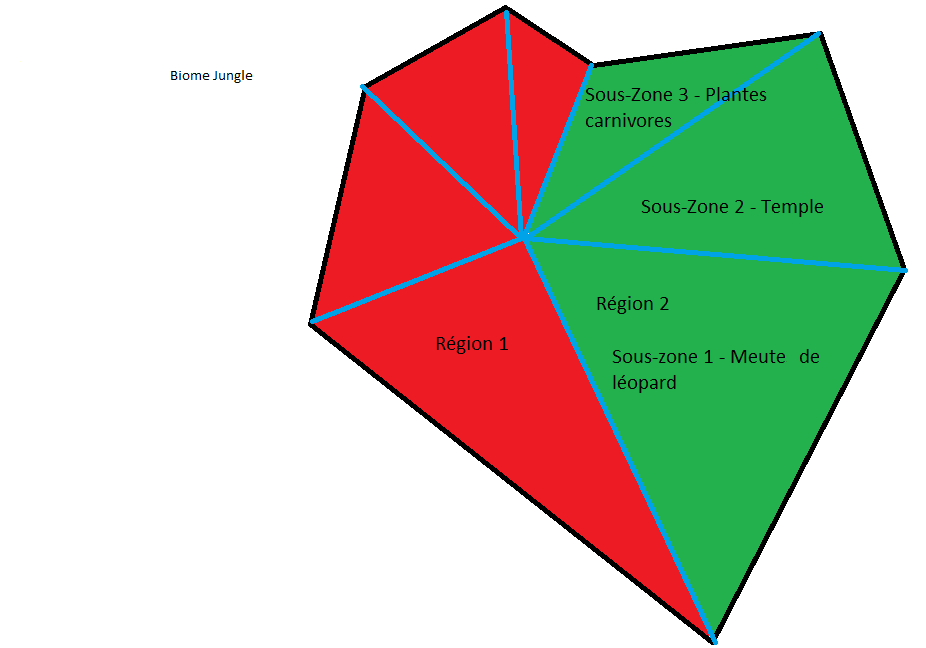 Biome Jungle
Sous-Zone 3 - Plantes
carnivores
Sous-Zone 2 - Temple
Région 2
Région 1
Sous-zone 1 - Meute de
léopard